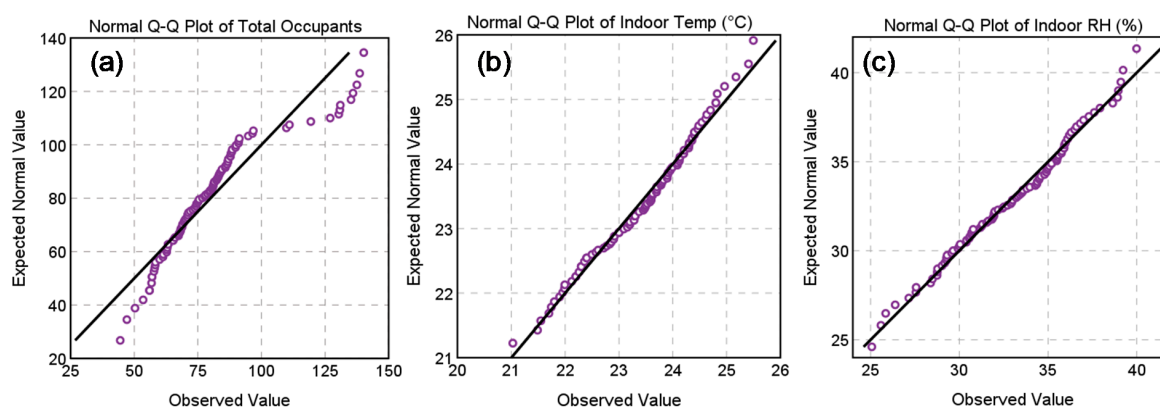 Normal Q-Q Plot of Total Occupants
(a)
Expected Normal Value
140
120
100
80
60
40
20
25 50 75 100 125 150
Observed Value
Normal Q-Q Plot of Indoor Temp (°C)
(b)
Expected Normal Value
26
25
24
23
22
21
20 21 22 23 24 25 26
Observed Value
Normal Q-Q Plot of Indoor RH (%)
(c)
Expected Normal Value
40
35
30
25
25 30 35 40
Observed Value